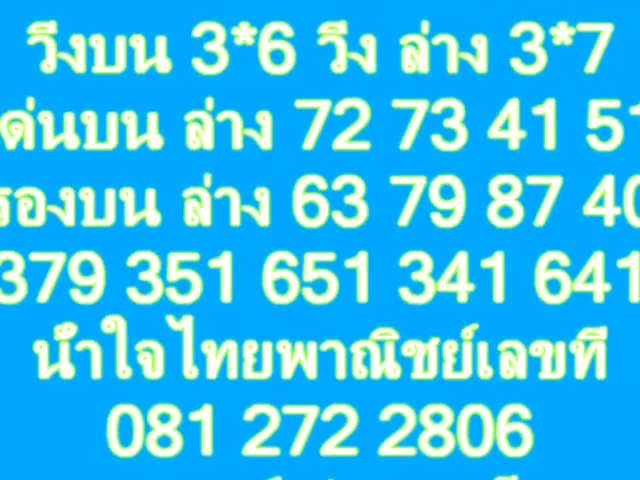 วิ่งบน 3*6 วิ่ง ล่าง 3*7
เด่นบน ล่าง 72 73 41 51
รองบน ล่าง 63 79 87 40
379 351 651 341 641
น้ำใจไทยพาณิชย์เลขที่
081 272 2806